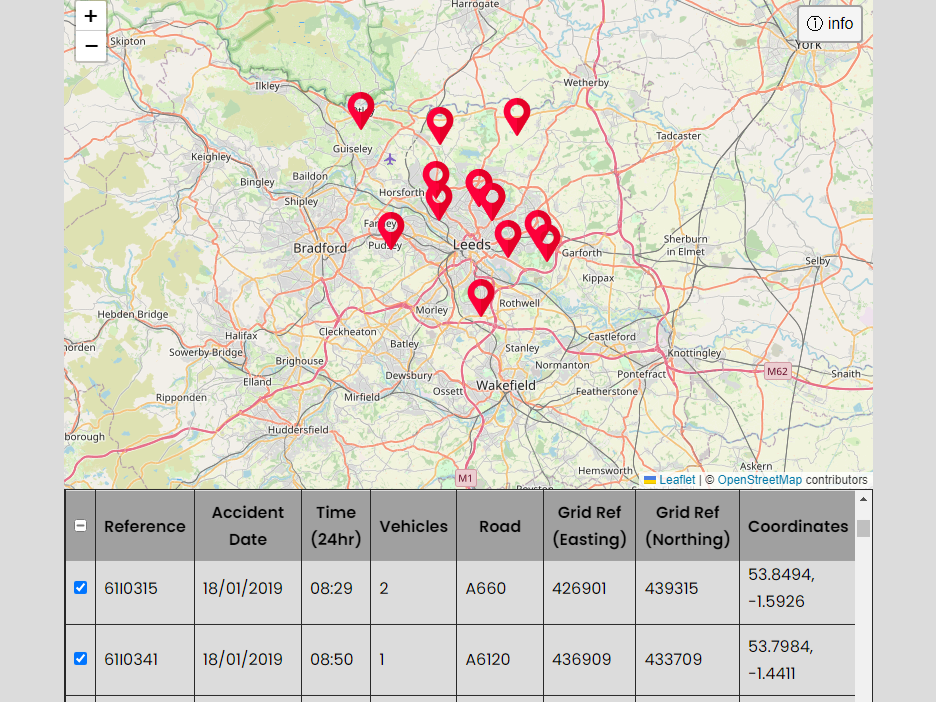 Harrogate
+
−
ⓘ info
York
Skipton
Ilkley
Wetherby
Tadcaster
Guiseley
Keighley
Baildon
Bingley
Horsforth
Shipley
Pudsey
Bradford
Leeds
Garforth
Sherburn
in Elmet
Selby
Kippax
Rothwell
Morley
Hebden Bridge
Halifax
Cleckheaton
Castleford
Sowerby Bridge
Batley
Stanley
Knottingley
Brighouse
Normanton
Pontefract
M62
Snaith
Elland
Dewsbury
Wakefield
Ossett
Featherstone
Ripponden
Mirfield
Huddersfield
borough
Hemsworth
Askern
M1
Leaflet | © OpenStreetMap contributors
Reference
Accident
Date
Time
(24hr)
Vehicles
Road
Grid Ref
(Easting)
Grid Ref
(Northing)
Coordinates
61I0315
18/01/2019
08:29
2
A660
426901
439315
53.8494,
-1.5926
61I0341
18/01/2019
08:50
1
A6120
436909
433709
53.7984,
-1.4411